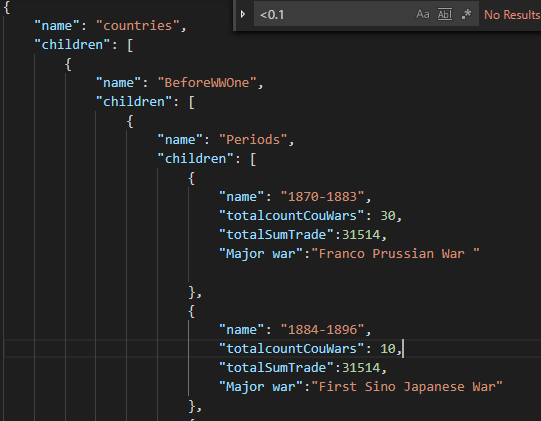 {
<0.1 Aa Abl .* No Results
"name": "countries",
"children": [
{
"name": "BeforeWWOne",
"children": [
{
"name": "Periods",
"children": [
{
"name": "1870-1883",
"totalcountCouWars": 30,
"totalSumTrade":31514,
"Major war":"Franco Prussian War "
},
{
"name": "1884-1896",
"totalcountCouWars": 10,
"totalSumTrade":31514,
"Major war":"First Sino Japanese War"
},
{